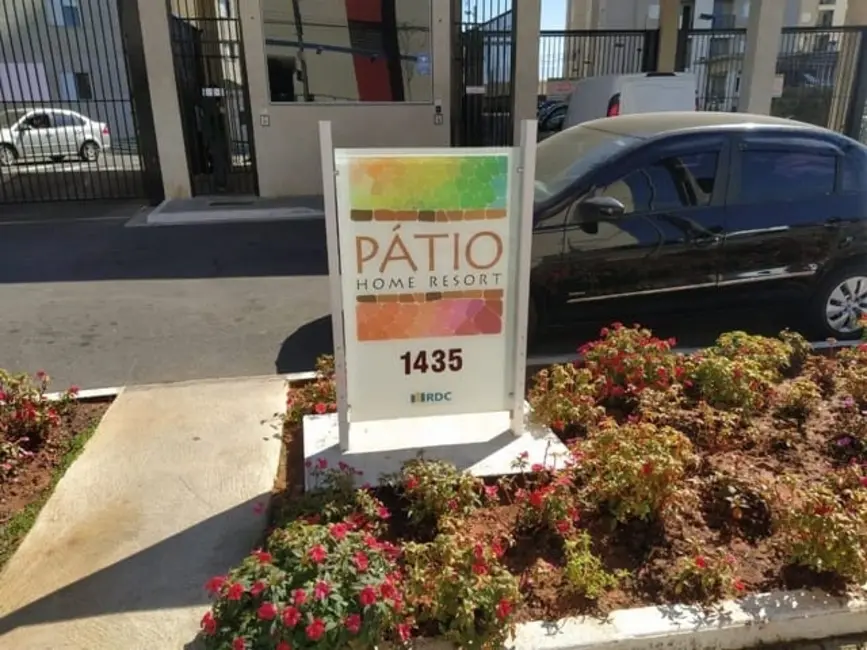 PÁTIO
HOME RESORT
1435
RDC